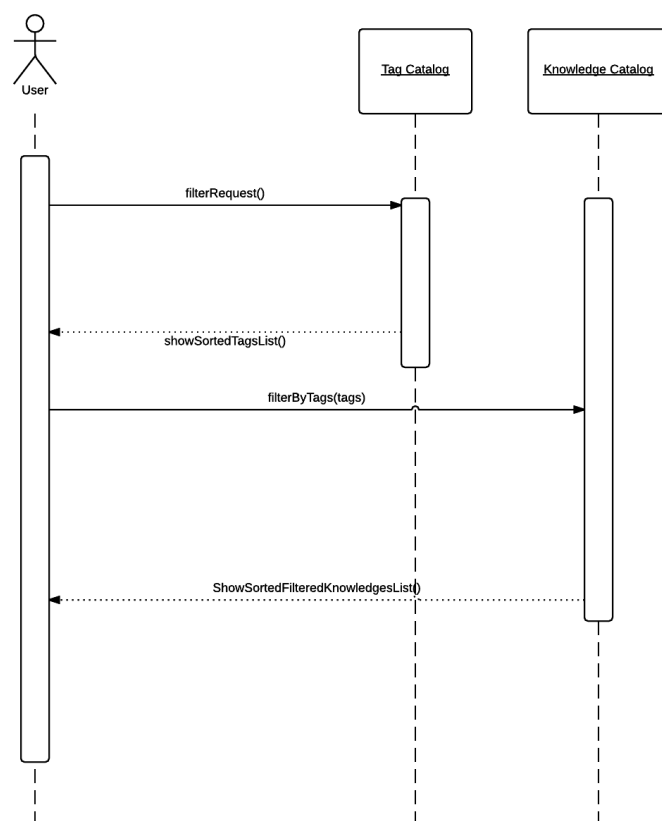 Tag Catalog
Knowledge Catalog
User
filterRequest()
showSortedTagsList()
filterByTags(tags)
ShowSortedFilteredKnowledgesList()